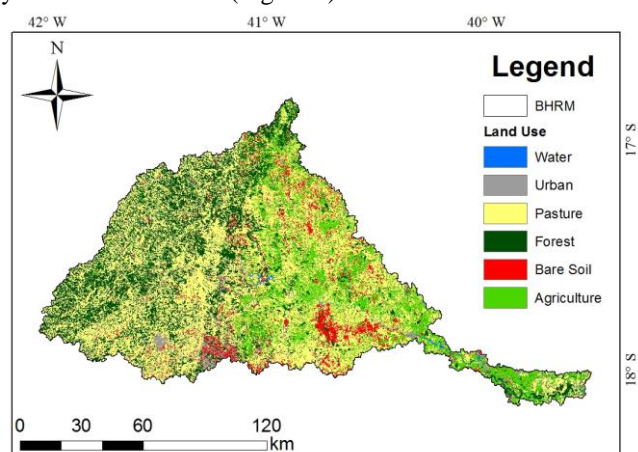 42° W 41° W 40° W
N
Legend
BHRM
Land Use
Water
Urban
Pasture
Forest
Bare Soil
Agriculture
17° S
18° S
0 30 60 120
km